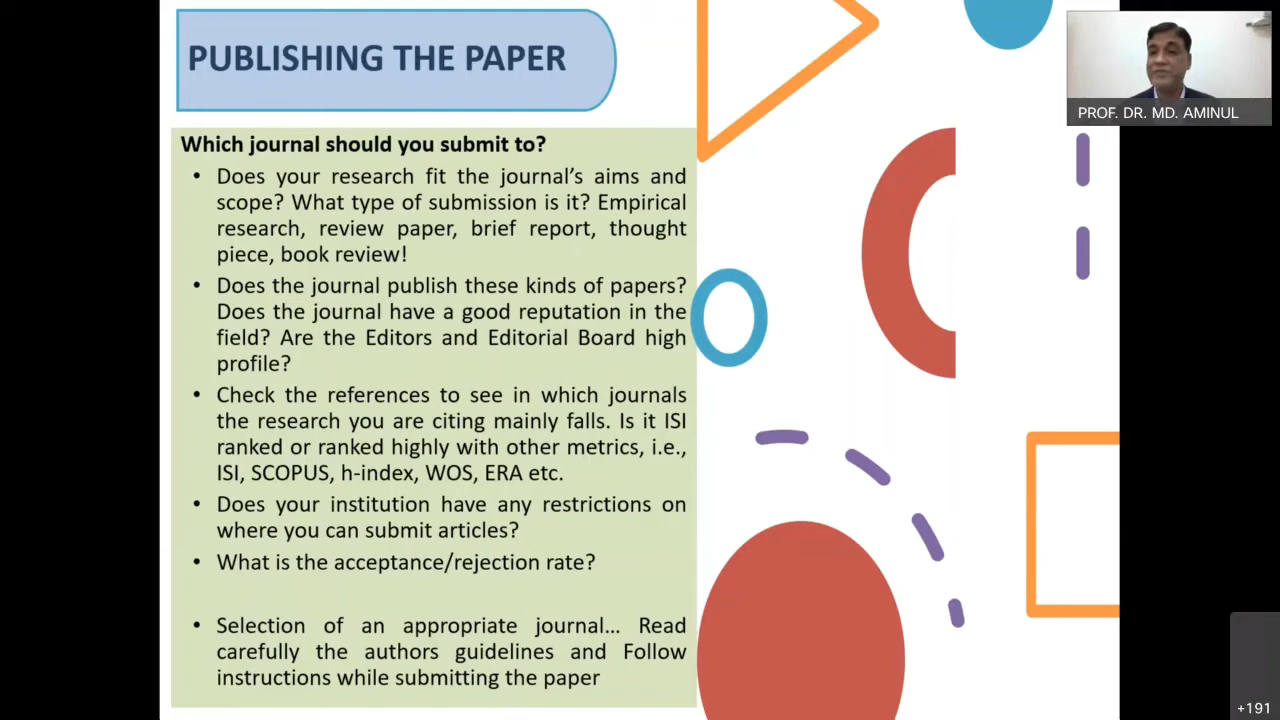 PUBLISHING THE PAPER
PROF. DR. MD. AMINUL
Which journal should you submit to?
• Does your research fit the journal's aims and
scope? What type of submission is it? Empirical
research, review paper, brief report, thought
piece, book review!
• Does the journal publish these kinds of papers?
Does the journal have a good reputation in the
field? Are the Editors and Editorial Board high
profile?
• Check the references to see in which journals
the research you are citing mainly falls. Is it ISI
ranked or ranked highly with other metrics, i.e.,
ISI, SCOPUS, h-index, WOS, ERA etc.
• Does your institution have any restrictions on
where you can submit articles?
• What is the acceptance/rejection rate?
• Selection of an appropriate journal... Read
carefully the authors guidelines and Follow
instructions while submitting the paper
+191